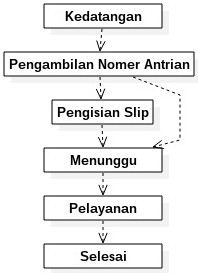 Kedatangan
Pengambilan Nomer Antrian
Pengisian Slip
Menunggu
Pelayanan
Selesai